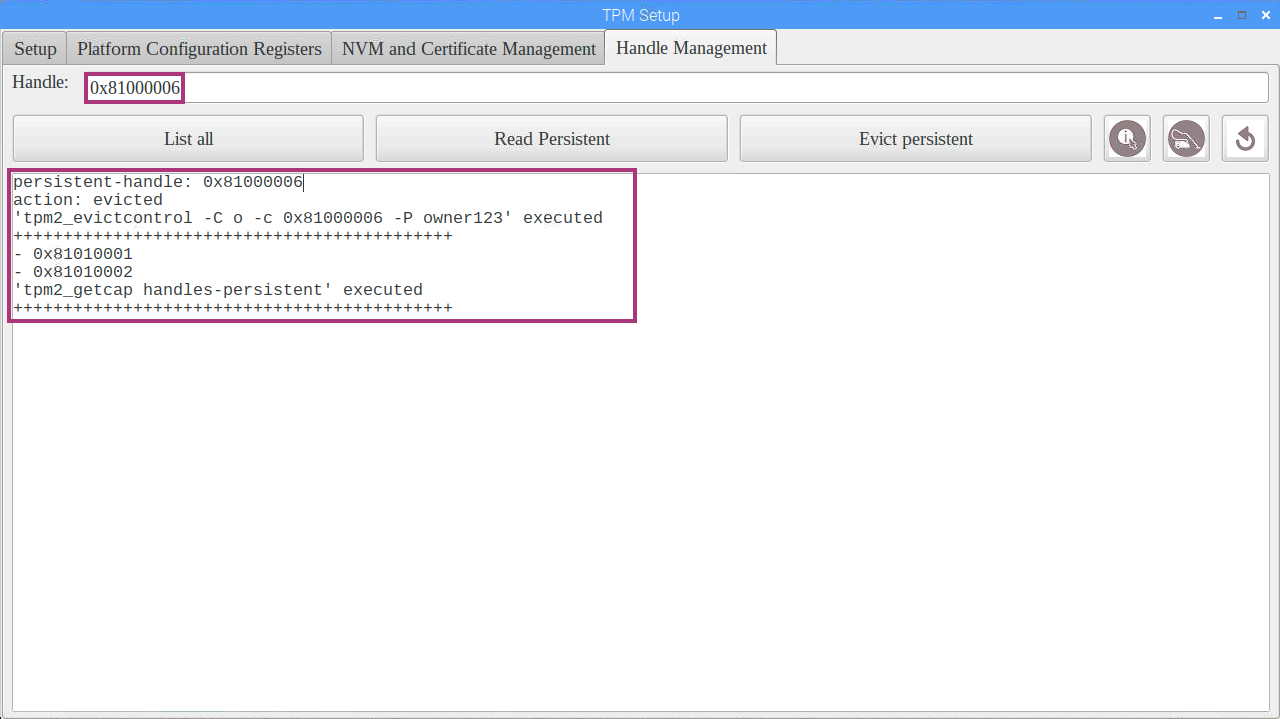 TPM Setup
Setup
Platform Configuration Registers
NVM and Certificate Management
Handle Management
Handle:
0x81000006
List all
Read Persistent
Evict persistent
persistent-handle: 0x81000006
action: evicted
'tpm2_evictcontrol -C o -c 0x81000006 -P owner123' executed
++++++++++++++++++++++++++++++++++++++++++++
- 0x81010001
- 0x81010002
'tpm2_getcap handles-persistent' executed
++++++++++++++++++++++++++++++++++++++++++++